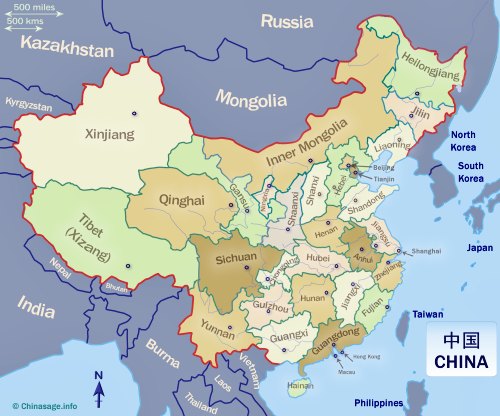 500 miles
500 kms
Russia
Kazakhstan
Mongolia
Heilongjiang
Kyrgyzstan
Jilin
Xinjiang
Liaoning
North
Korea
Inner Mongolia
Beijing
Tianjin
Hebei
South
Korea
Qinghai
Gansu
Ningxia
Shanxi
Shandong
Shaanxi
Tibet
(Xizang)
Henan
Jiangsu
Japan
Shanghai
Sichuan
Chongqing
Hubei
Anhui
Zhejiang
Nepal
Bhutan
Hunan
Jiangxi
India
Guizhou
Fujian
Yunnan
Guangxi
Guangdong
Taiwan
Burma
Vietnam
Hong Kong
Macau
中国
CHINA
Laos
Hainan
N
Thailand
Philippines
© Chinasage.info